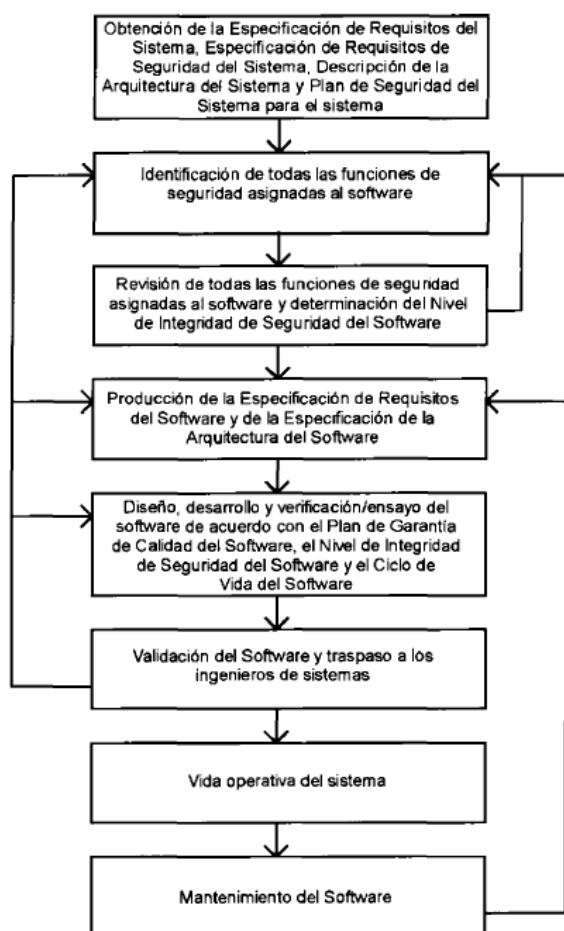 Obtención de la Especificación de Requisitos del
Sistema, Especificación de Requisitos de
Seguridad del Sistema, Descripción de la
Arquitectura del Sistema y Plan de Seguridad del
Sistema para el sistema
Identificación de todas las funciones de
seguridad asignadas al software
Revisión de todas las funciones de seguridad
asignadas al software y determinación del Nivel
de Integridad de Seguridad del Software
Producción de la Especificación de Requisitos
del Software y de la Especificación de la
Arquitectura del Software
Diseño, desarrollo y verificación/ensayo del
software de acuerdo con el Plan de Garantía
de Calidad del Software, el Nivel de Integridad
de Seguridad del Software y el Ciclo de
Vida del Software
Validación del Software y traspaso a los
ingenieros de sistemas
Vida operativa del sistema
Mantenimiento del Software